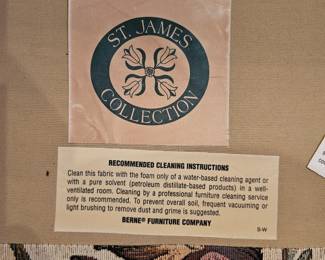 ST. JAMES
COLLECTION
RECOMMENDED CLEANING INSTRUCTIONS
Clean this fabric with the foam only of a water-based cleaning agent or
with a pure solvent (petroleum distillate-based products) in a well-
ventilated room. Cleaning by a professional furniture cleaning service
only is recommended. To prevent overall soil, frequent vacuuming or
light brushing to remove dust and grime is suggested.
BERNE® FURNITURE COMPANY
S-W